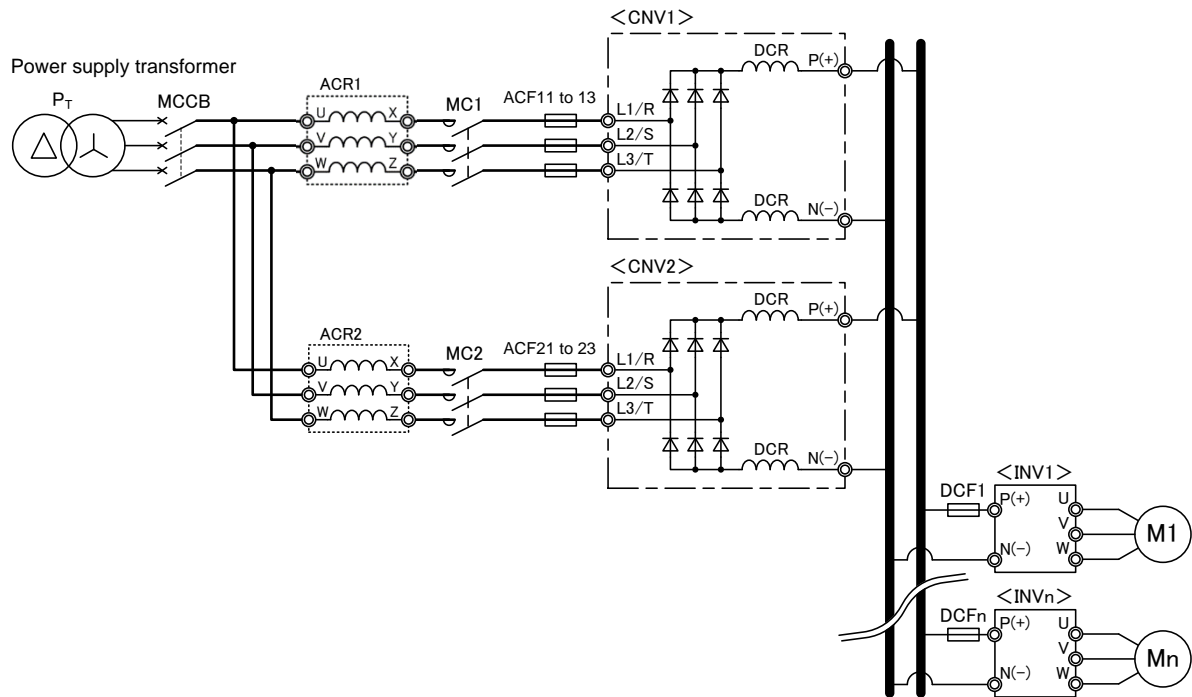 <CNV1>
DCR
P(+)
Power supply transformer
PT
MCCB
ACR1
MC1
ACF11 to 13
U
X
V
Y
W
Z
L1/R
L2/S
L3/T
DCR
N(-)
<CNV2>
DCR
P(+)
ACR2
MC2
ACF21 to 23
U
X
V
Y
W
Z
L1/R
L2/S
L3/T
DCR
N(-)
<INV1>
DCF1
P(+)
U
V
W
N(-)
M1
<INVn>
DCFn
P(+)
U
V
W
N(-)
Mn